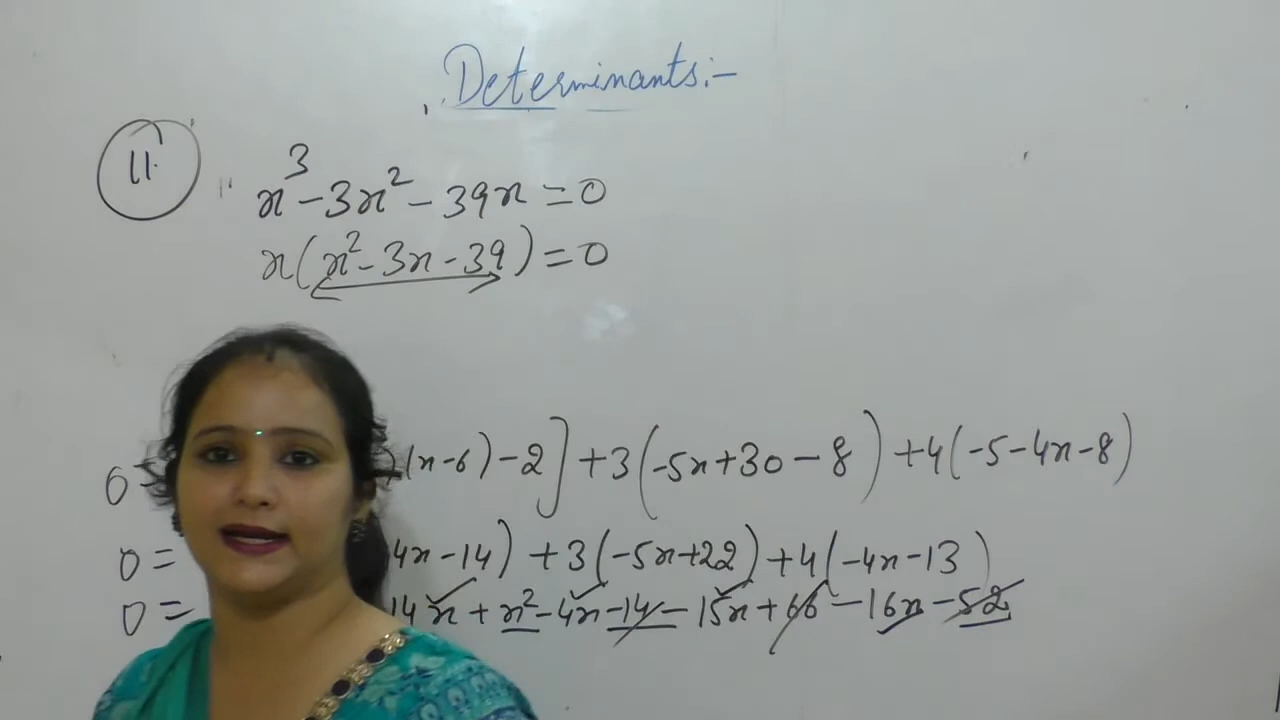 Determinants:-
11.
x³ - 3x² - 39x = 0
x(x² - 3x - 39) = 0
0 = (x-6) - 2] + 3(-5x + 30 - 8) + 4(-5 - 4x - 8)
0 = 4x - 14) + 3(-5x + 22) + 4(-4x - 13)
0 = 14x + x² - 4x - 14 - 15x + 66 - 16x - 52